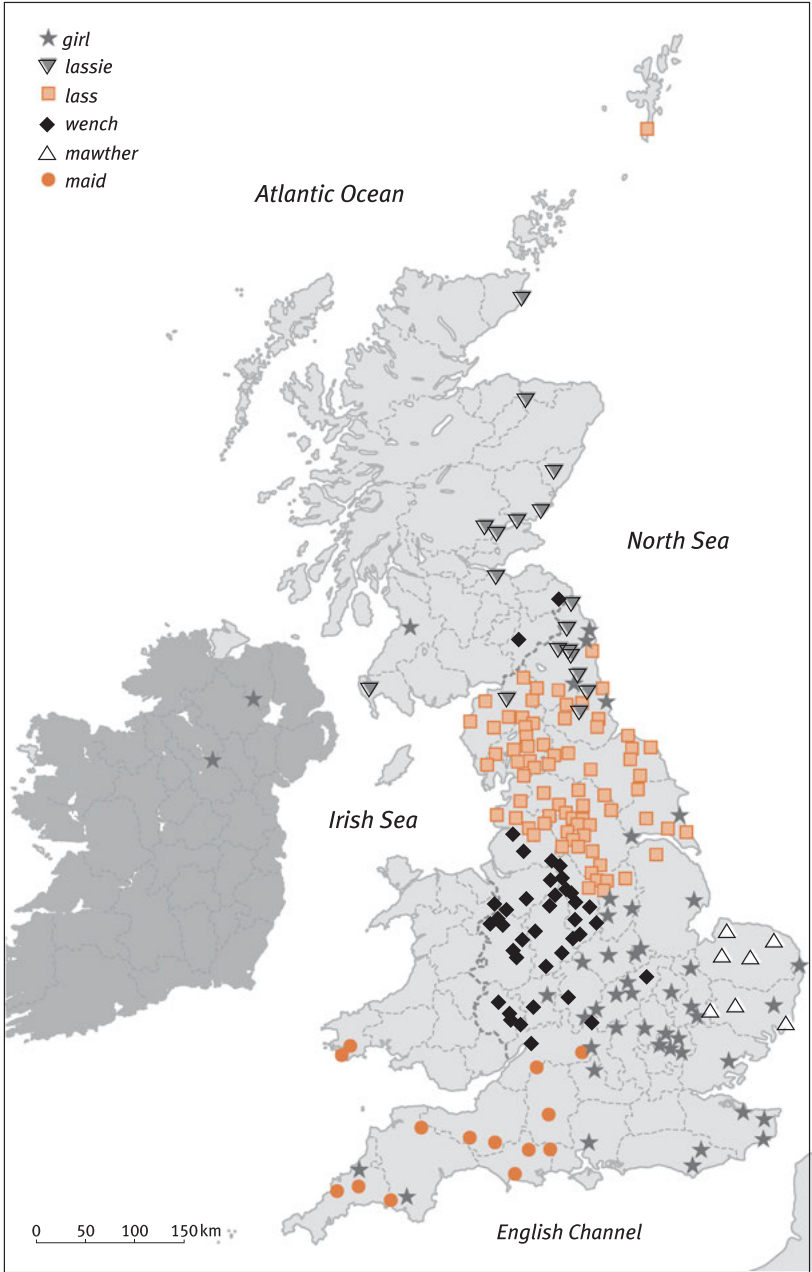 girl
lassie
lass
wench
mawther
maid
Atlantic Ocean
North Sea
Irish Sea
0 50 100 150 km
English Channel